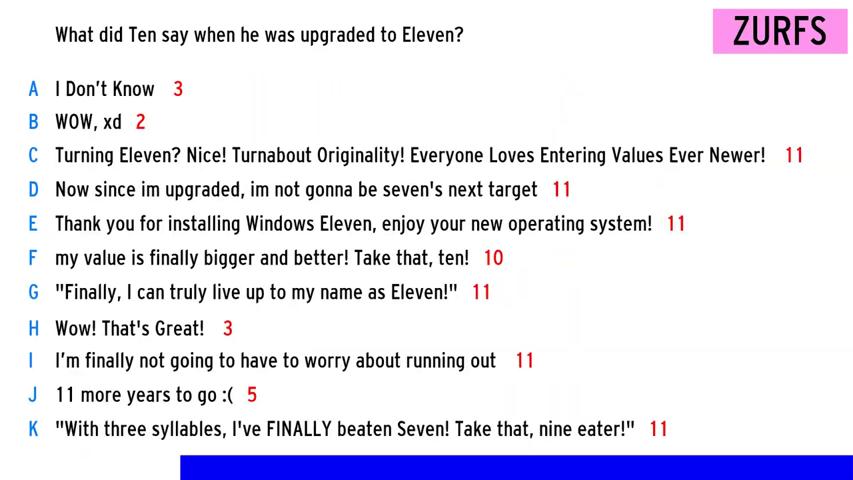 What did Ten say when he was upgraded to Eleven?
ZURFS
A I Don't Know 3
B WOW, xd 2
C Turning Eleven? Nice! Turnabout Originality! Everyone Loves Entering Values Ever Newer! 11
D Now since im upgraded, im not gonna be seven's next target 11
E Thank you for installing Windows Eleven, enjoy your new operating system! 11
F my value is finally bigger and better! Take that, ten! 10
G "Finally, I can truly live up to my name as Eleven!" 11
H Wow! That's Great! 3
I I'm finally not going to have to worry about running out 11
J 11 more years to go :( 5
K "With three syllables, I've FINALLY beaten Seven! Take that, nine eater!" 11